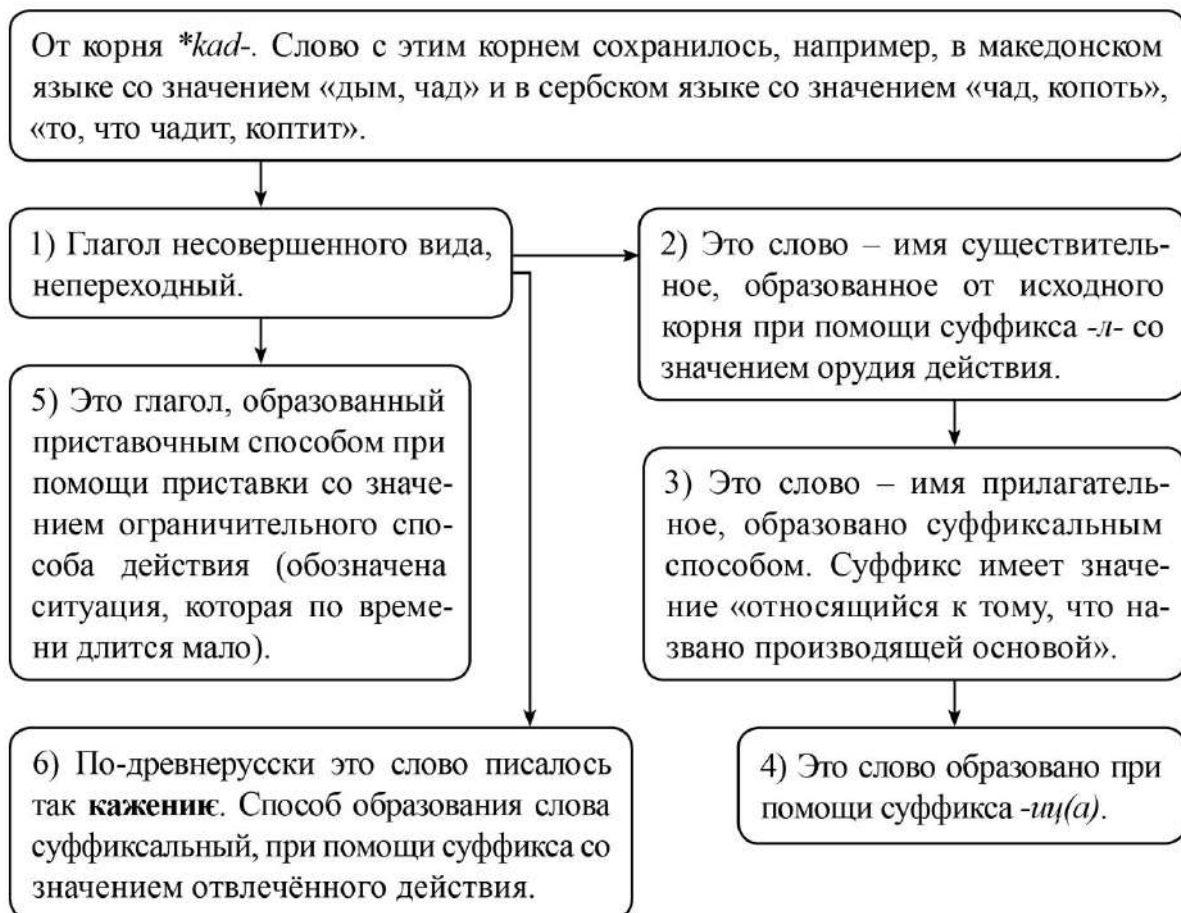 От корня *kad-. Слово с этим корнем сохранилось, например, в македонском
языке со значением «дым, чад» и в сербском языке со значением «чад, копоть»,
«то, что чадит, коптит».
1) Глагол несовершенного вида,
непереходный.
2) Это слово – имя существитель-
ное, образованное от исходного
корня при помощи суффикса -л- со
значением орудия действия.
5) Это глагол, образованный
приставочным способом при
помощи приставки со значе-
нием ограничительного спо-
соба действия (обозначена
ситуация, которая по време-
ни длится мало).
3) Это слово – имя прилагатель-
ное, образовано суффиксальным
способом. Суффикс имеет значе-
ние «относящийся к тому, что на-
звано производящей основой».
6) По-древнерусски это слово писалось
так кажениѥ. Способ образования слова
суффиксальный, при помощи суффикса со
значением отвлечённого действия.
4) Это слово образовано при
помощи суффикса -иц(а).